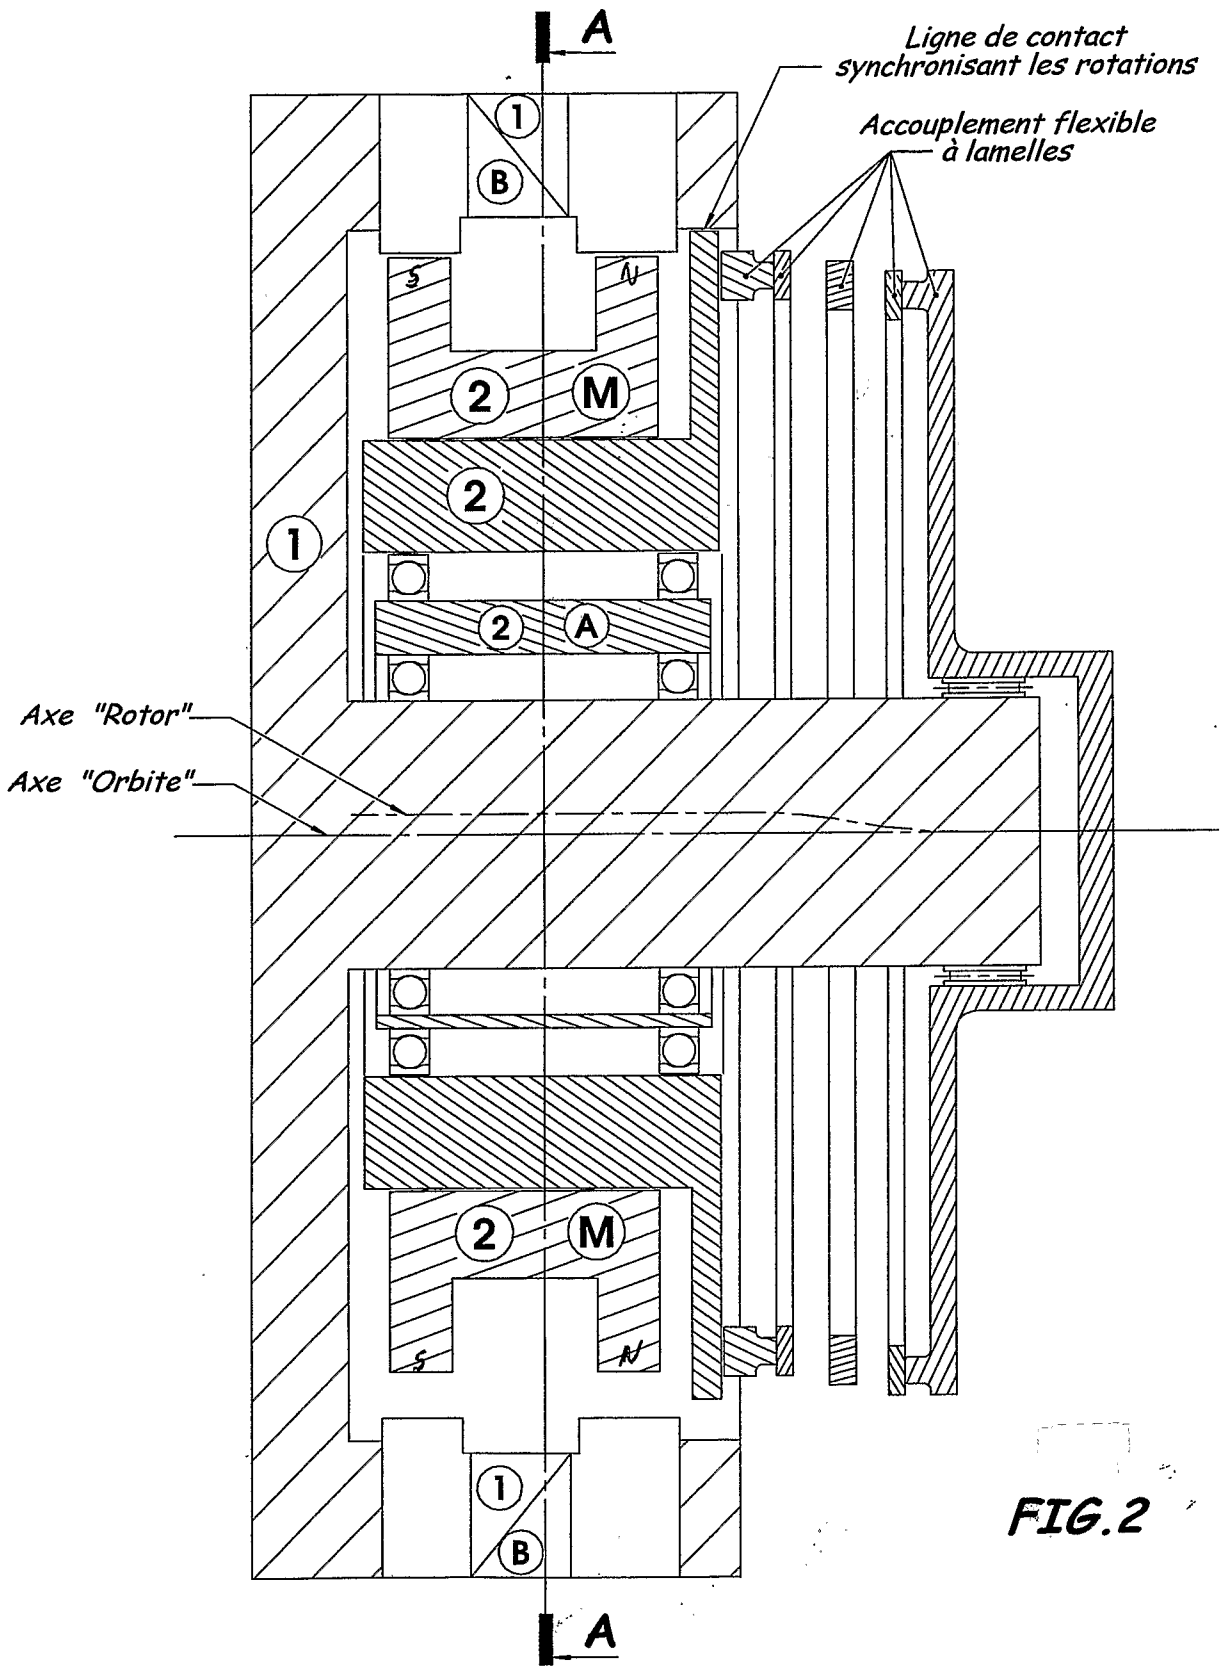 A
Ligne de contact
synchronisant les rotations
Accouplement flexible
à lamelles
1
B
S
N
2
M
2
1
2
A
Axe "Rotor"
Axe "Orbite"
2
M
S
N
1
B
FIG.2
A